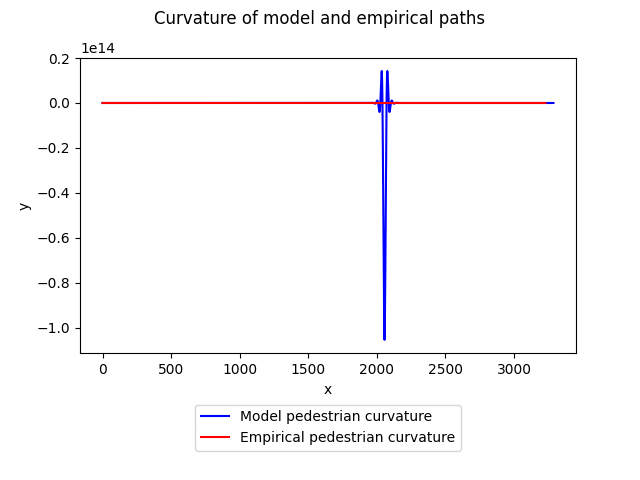 Curvature of model and empirical paths
1e14
0.2
0.0
−0.2
−0.4
−0.6
−0.8
−1.0
y
0 500 1000 1500 2000 2500 3000
x
Model pedestrian curvature
Empirical pedestrian curvature